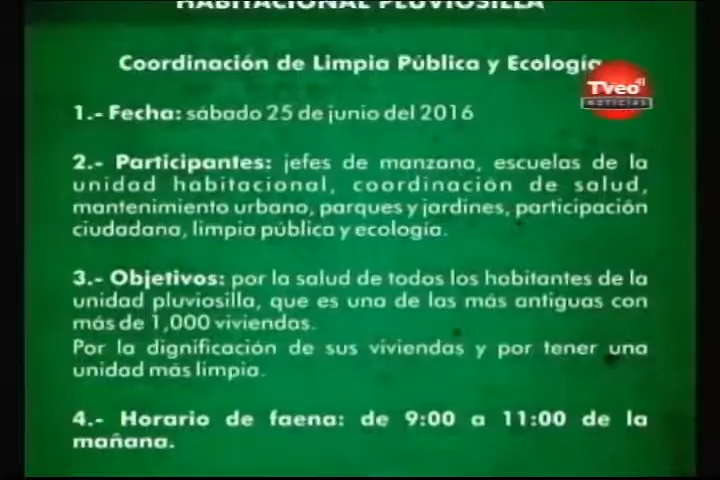 HABITACIONAL PLUVIOSILLA
Coordinación de Limpia Pública y Ecología
TVeo 41
NOTICIAS
1.- Fecha: sábado 25 de junio del 2016
2.- Participantes: jefes de manzana, escuelas de la
unidad habitacional, coordinación de salud,
mantenimiento urbano, parques y jardines, participación
ciudadana, limpia pública y ecología.
3.- Objetivos: por la salud de todos los habitantes de la
unidad pluviosilla, que es una de las más antiguas con
más de 1,000 viviendas.
Por la dignificación de sus viviendas y por tener una
unidad más limpia.
4.- Horario de faena: de 9:00 a 11:00 de la
mañana.